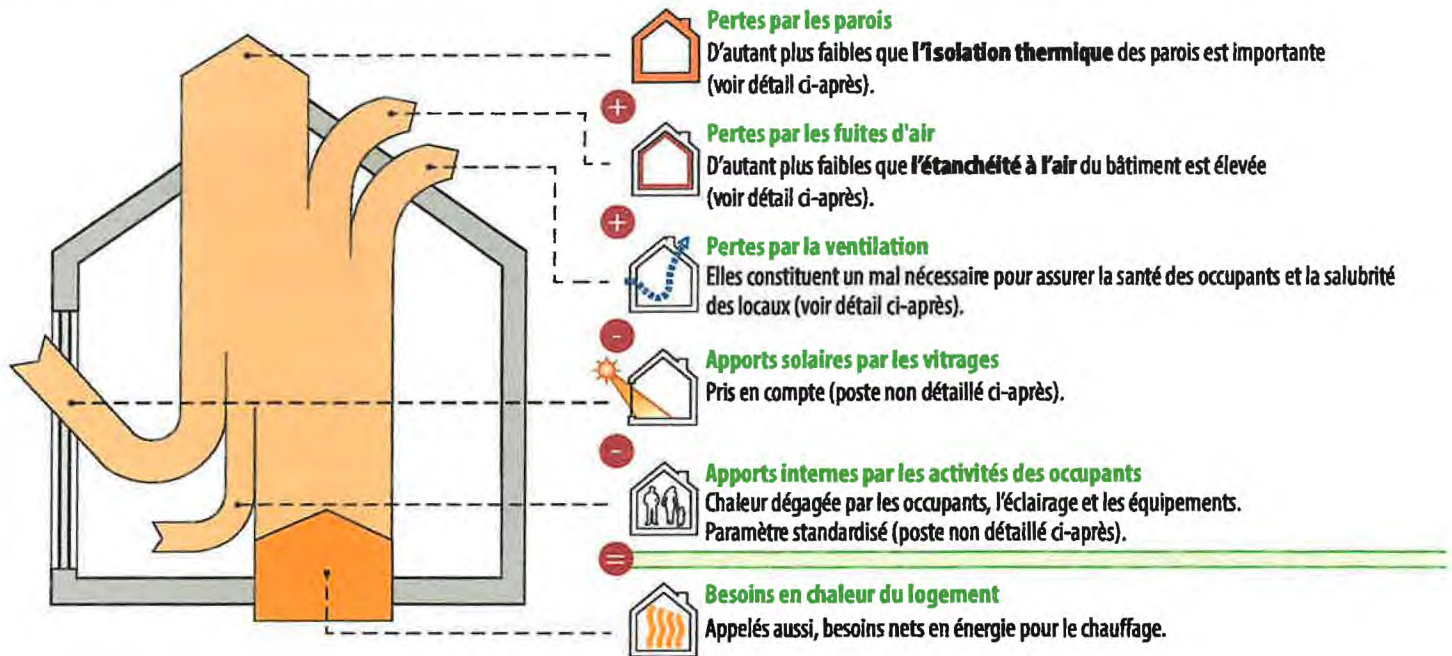 Pertes par les parois
D'autant plus faibles que l'isolation thermique des parois est importante
(voir détail ci-après).
+
Pertes par les fuites d'air
D'autant plus faibles que l'étanchéité à l'air du bâtiment est élevée
(voir détail ci-après).
+
Pertes par la ventilation
Elles constituent un mal nécessaire pour assurer la santé des occupants et la salubrité
des locaux (voir détail ci-après).
-
Apports solaires par les vitrages
Pris en compte (poste non détaillé ci-après).
-
Apports internes par les activités des occupants
Chaleur dégagée par les occupants, l'éclairage et les équipements.
Paramètre standardisé (poste non détaillé ci-après).
=
Besoins en chaleur du logement
Appelés aussi, besoins nets en énergie pour le chauffage.